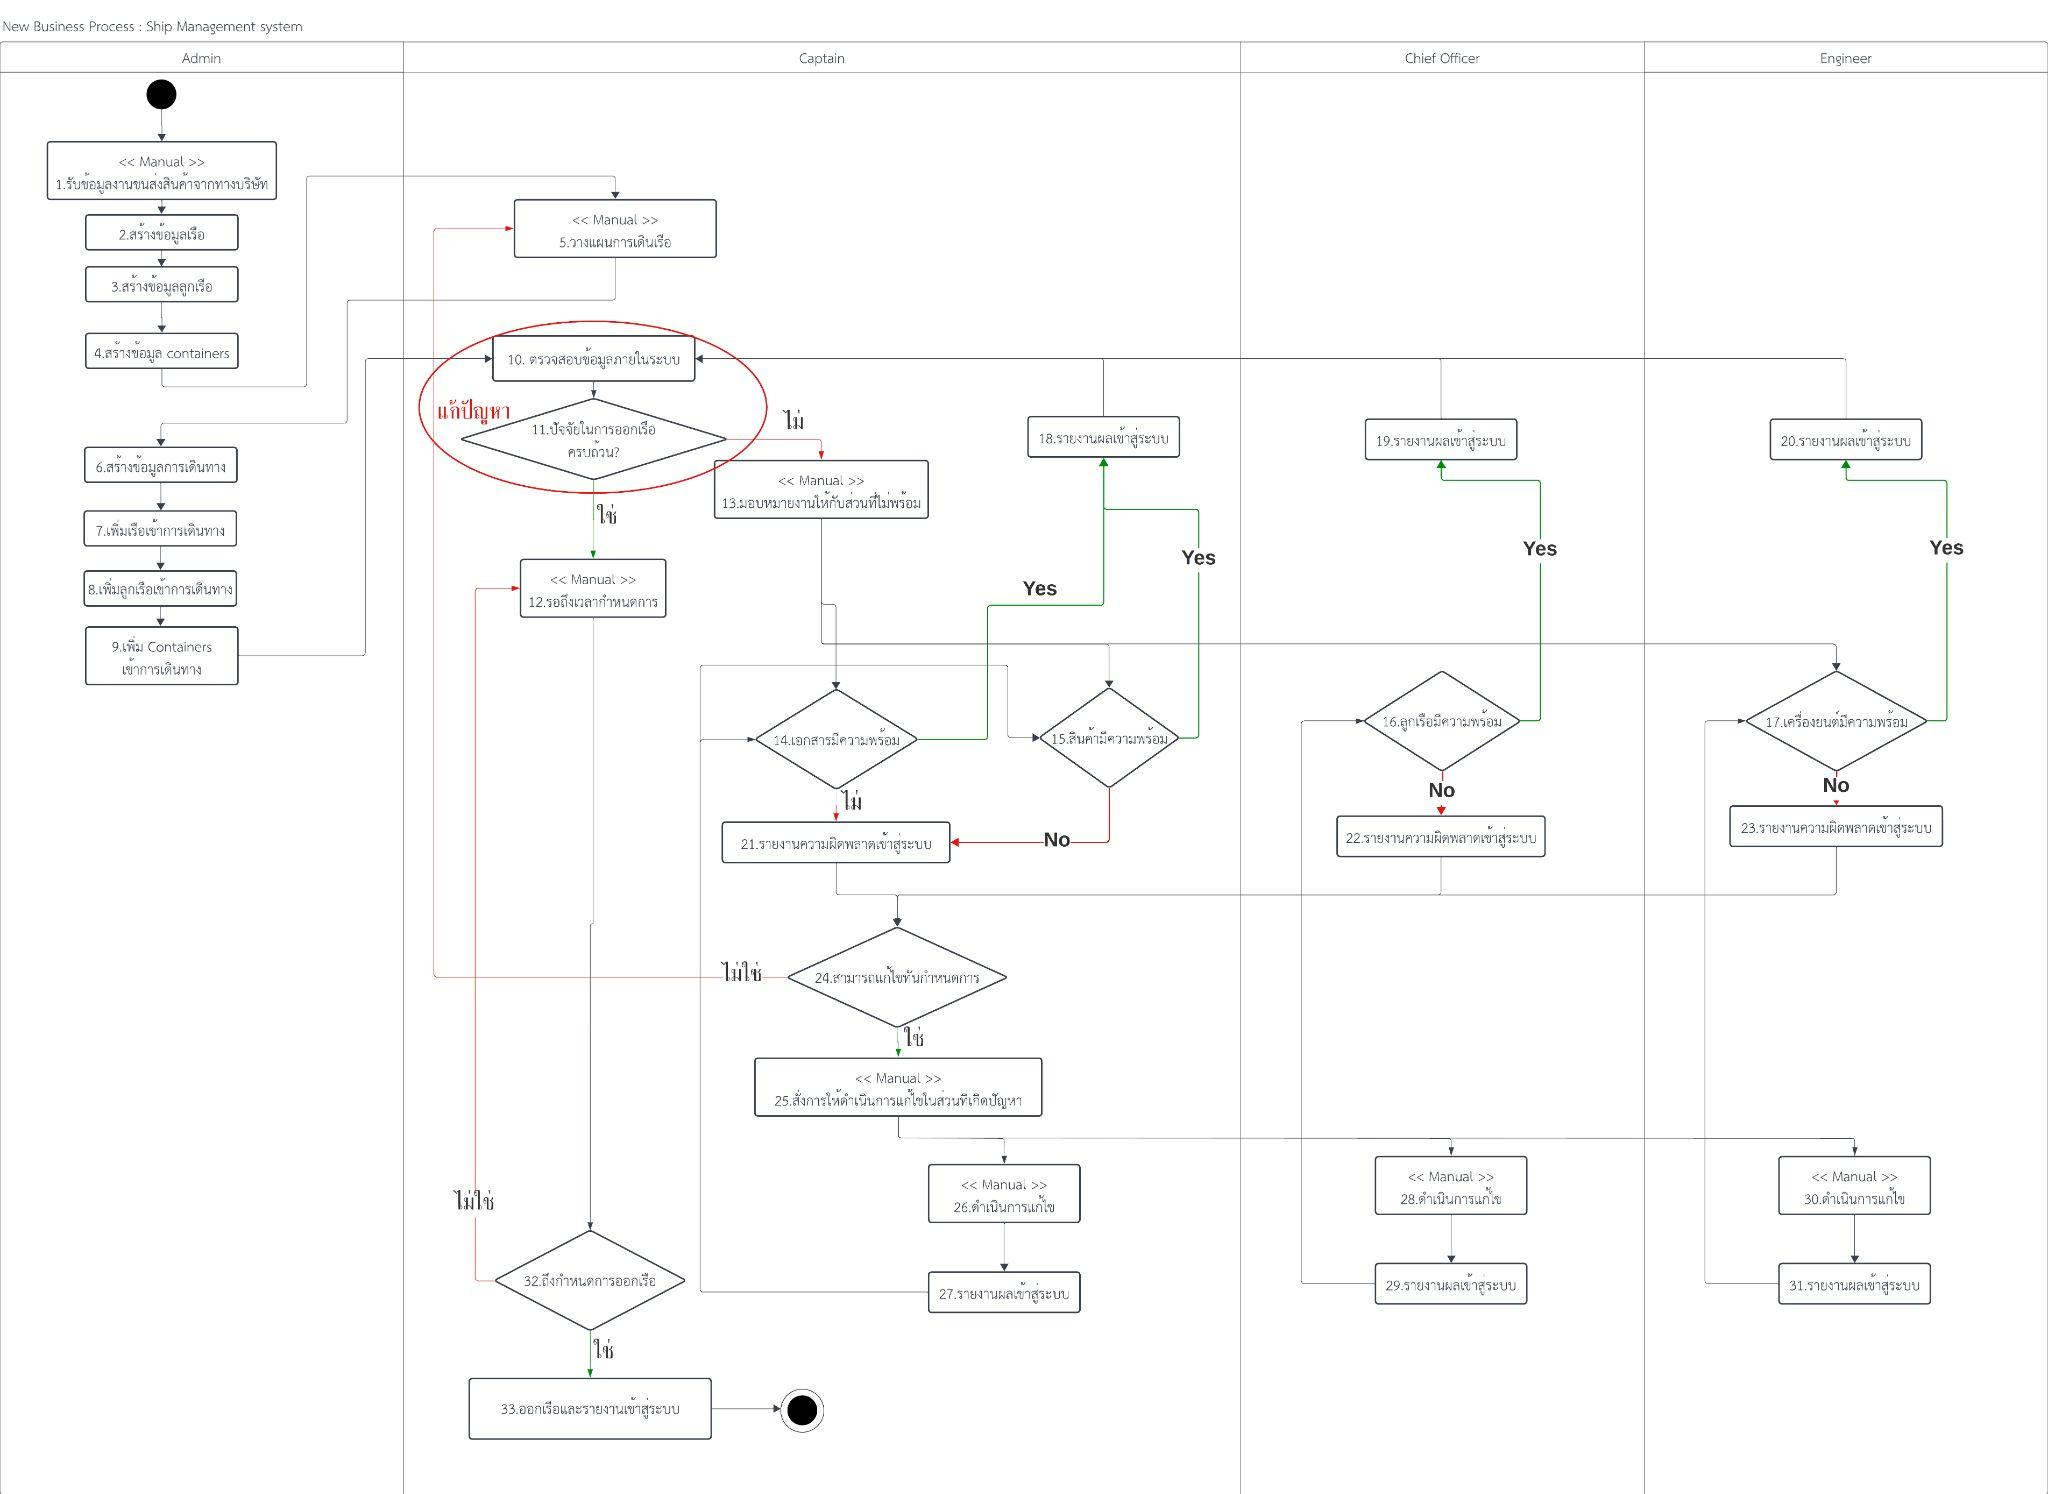 New Business Process : Ship Management system
Admin
Captain
Chief Officer
Engineer
<< Manual >>
1.รับข้อมูลงานขนส่งสินค้าจากทางบริษัท
2.สร้างข้อมูลเรือ
3.สร้างข้อมูลลูกเรือ
4.สร้างข้อมูล containers
<< Manual >>
5.วางแผนการเดินเรือ
6.สร้างข้อมูลการเดินทาง
7.เพิ่มเรือเข้าการเดินทาง
8.เพิ่มลูกเรือเข้าการเดินทาง
9.เพิ่ม Containers
เข้าการเดินทาง
10. ตรวจสอบข้อมูลภายในระบบ
แก้ปัญหา
11.ปัจจัยในการออกเรือ
ครบถ้วน?
ไม่
ใช่
<< Manual >>
12.รอถึงเวลากำหนดการ
<< Manual >>
13.มอบหมายงานให้กับส่วนที่ไม่พร้อม
18.รายงานผลเข้าสู่ระบบ
19.รายงานผลเข้าสู่ระบบ
20.รายงานผลเข้าสู่ระบบ
Yes
Yes
Yes
Yes
14.เอกสารมีความพร้อม
15.สินค้ามีความพร้อม
16.ลูกเรือมีความพร้อม
17.เครื่องยนต์มีความพร้อม
ไม่
No
No
No
21.รายงานความผิดพลาดเข้าสู่ระบบ
22.รายงานความผิดพลาดเข้าสู่ระบบ
23.รายงานความผิดพลาดเข้าสู่ระบบ
ไม่ใช่
24.สามารถแก้ไขทันกำหนดการ
ใช่
<< Manual >>
25.สั่งการให้ดำเนินการแก้ไขในส่วนที่เกิดปัญหา
<< Manual >>
26.ดำเนินการแก้ไข
<< Manual >>
28.ดำเนินการแก้ไข
<< Manual >>
30.ดำเนินการแก้ไข
27.รายงานผลเข้าสู่ระบบ
29.รายงานผลเข้าสู่ระบบ
31.รายงานผลเข้าสู่ระบบ
ไม่ใช่
32.ถึงกำหนดการออกเรือ
ใช่
33.ออกเรือและรายงานเข้าสู่ระบบ